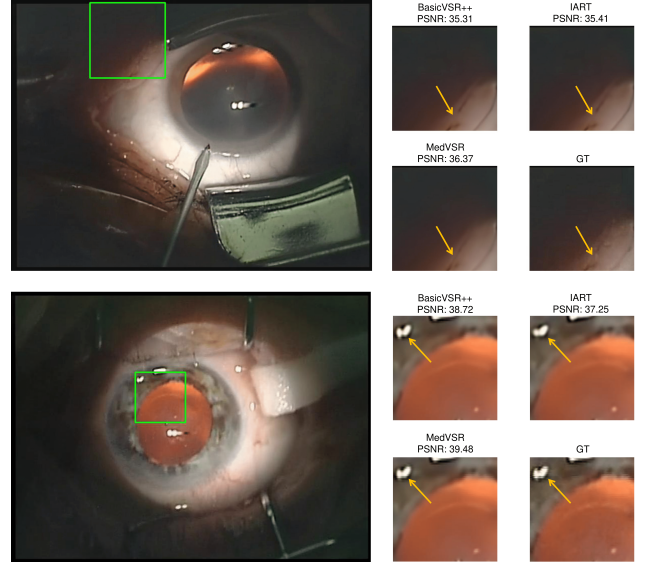 BasicVSR++
PSNR: 35.31
IART
PSNR: 35.41
MedVSR
PSNR: 36.37
GT
BasicVSR++
PSNR: 38.72
IART
PSNR: 37.25
MedVSR
PSNR: 39.48
GT